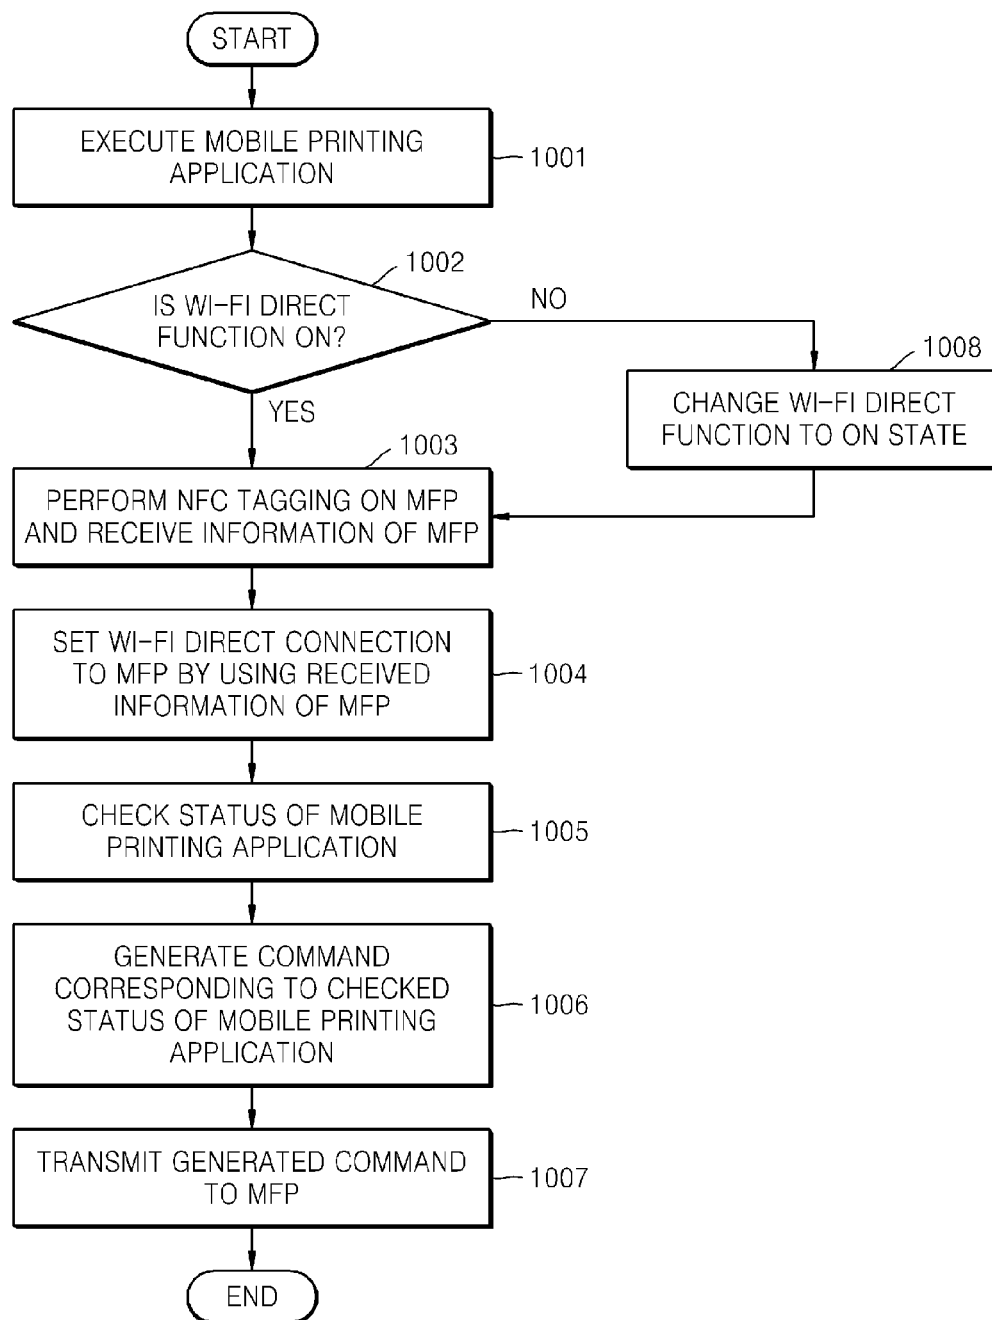 START
EXECUTE MOBILE PRINTING
APPLICATION
1001
1002
IS WI-FI DIRECT
FUNCTION ON?
NO
YES
1008
CHANGE WI-FI DIRECT
FUNCTION TO ON STATE
1003
PERFORM NFC TAGGING ON MFP
AND RECEIVE INFORMATION OF MFP
SET WI-FI DIRECT CONNECTION
TO MFP BY USING RECEIVED
INFORMATION OF MFP
1004
CHECK STATUS OF MOBILE
PRINTING APPLICATION
1005
GENERATE COMMAND
CORRESPONDING TO CHECKED
STATUS OF MOBILE PRINTING
APPLICATION
1006
TRANSMIT GENERATED COMMAND
TO MFP
1007
END